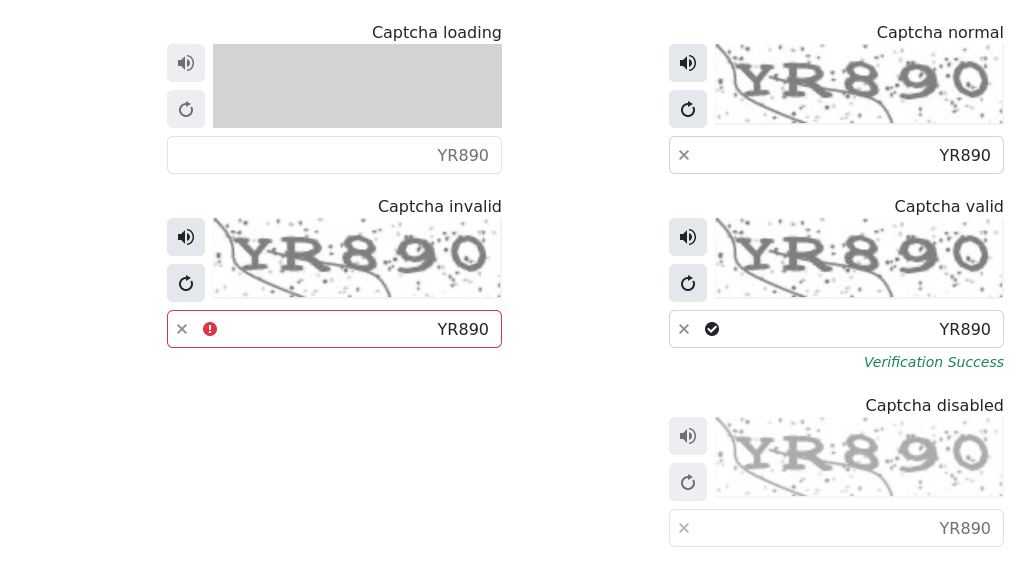 Captcha loading
YR890
Captcha normal
YR890
YR890
Captcha invalid
YR890
YR890
Captcha valid
YR890
YR890
Verification Success
Captcha disabled
YR890
YR890